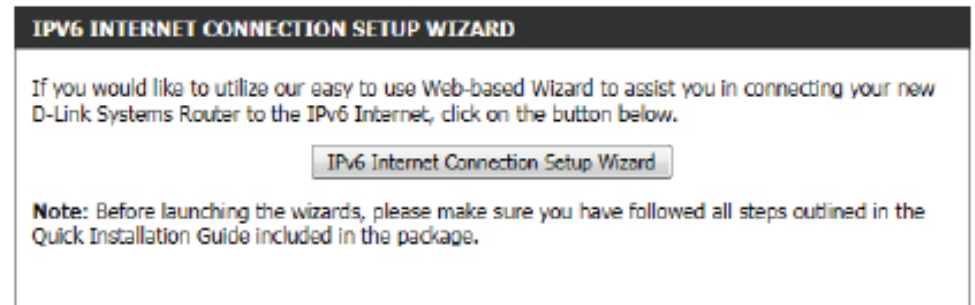 IPV6 INTERNET CONNECTION SETUP WIZARD
If you would like to utilize our easy to use Web-based Wizard to assist you in connecting your new
D-Link Systems Router to the IPv6 Internet, click on the button below.
IPv6 Internet Connection Setup Wizard
Note: Before launching the wizards, please make sure you have followed all steps outlined in the
Quick Installation Guide included in the package.